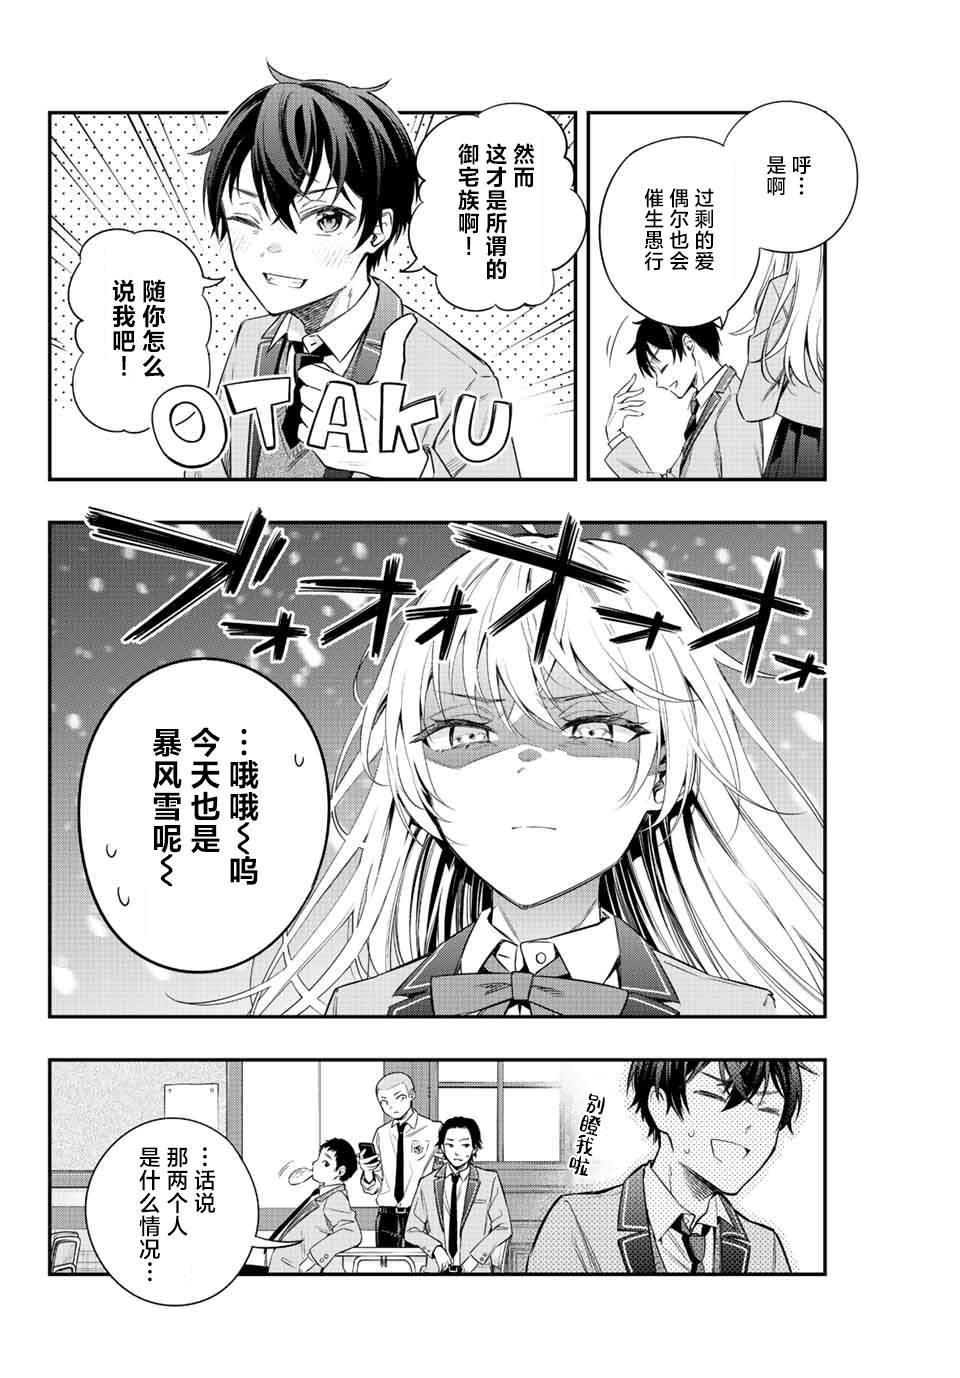 呼…
是啊
过剩的爱
偶尔也会
催生愚行
然而
这才是所谓的
御宅族啊！
随你怎么
说我吧！
OTAKU
ブォォォォォォォ
…哦哦～呜
今天也是
暴风雪呢～
别瞪我啦
…话说
那两个人
是什么情况…